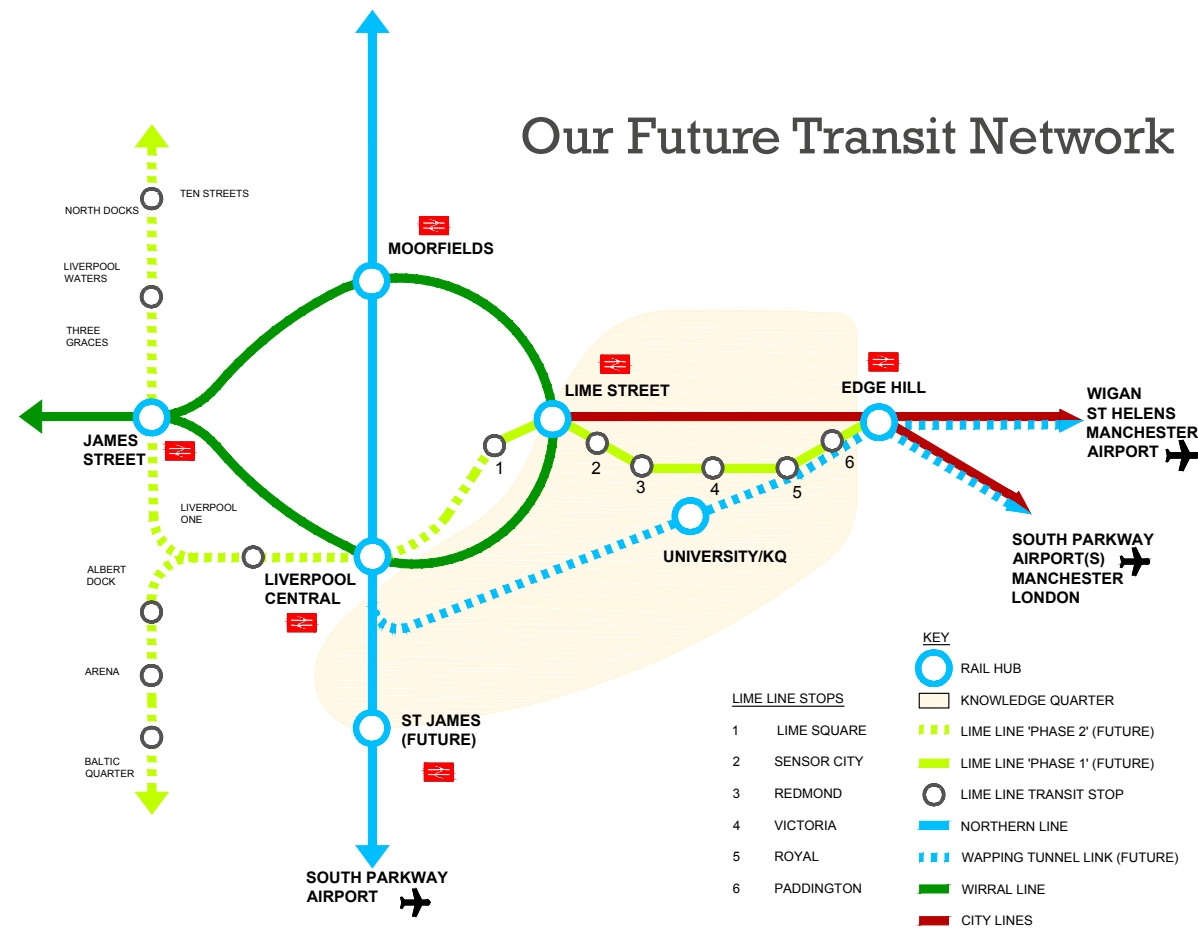 Our Future Transit Network
TEN STREETS
NORTH DOCKS
LIVERPOOL
WATERS
THREE
GRACES
MOORFIELDS
LIME STREET
EDGE HILL
WIGAN
ST HELENS
MANCHESTER
AIRPORT
JAMES
STREET
1
2
3
4
5
6
LIVERPOOL
ONE
UNIVERSITY/KQ
SOUTH PARKWAY
AIRPORT(S)
MANCHESTER
LONDON
ALBERT
DOCK
LIVERPOOL
CENTRAL
ARENA
ST JAMES
(FUTURE)
BALTIC
QUARTER
SOUTH PARKWAY
AIRPORT
LIME LINE STOPS
1 LIME SQUARE
2 SENSOR CITY
3 REDMOND
4 VICTORIA
5 ROYAL
6 PADDINGTON
KEY
RAIL HUB
KNOWLEDGE QUARTER
LIME LINE 'PHASE 2' (FUTURE)
LIME LINE 'PHASE 1' (FUTURE)
LIME LINE TRANSIT STOP
NORTHERN LINE
WAPPING TUNNEL LINK (FUTURE)
WIRRAL LINE
CITY LINES